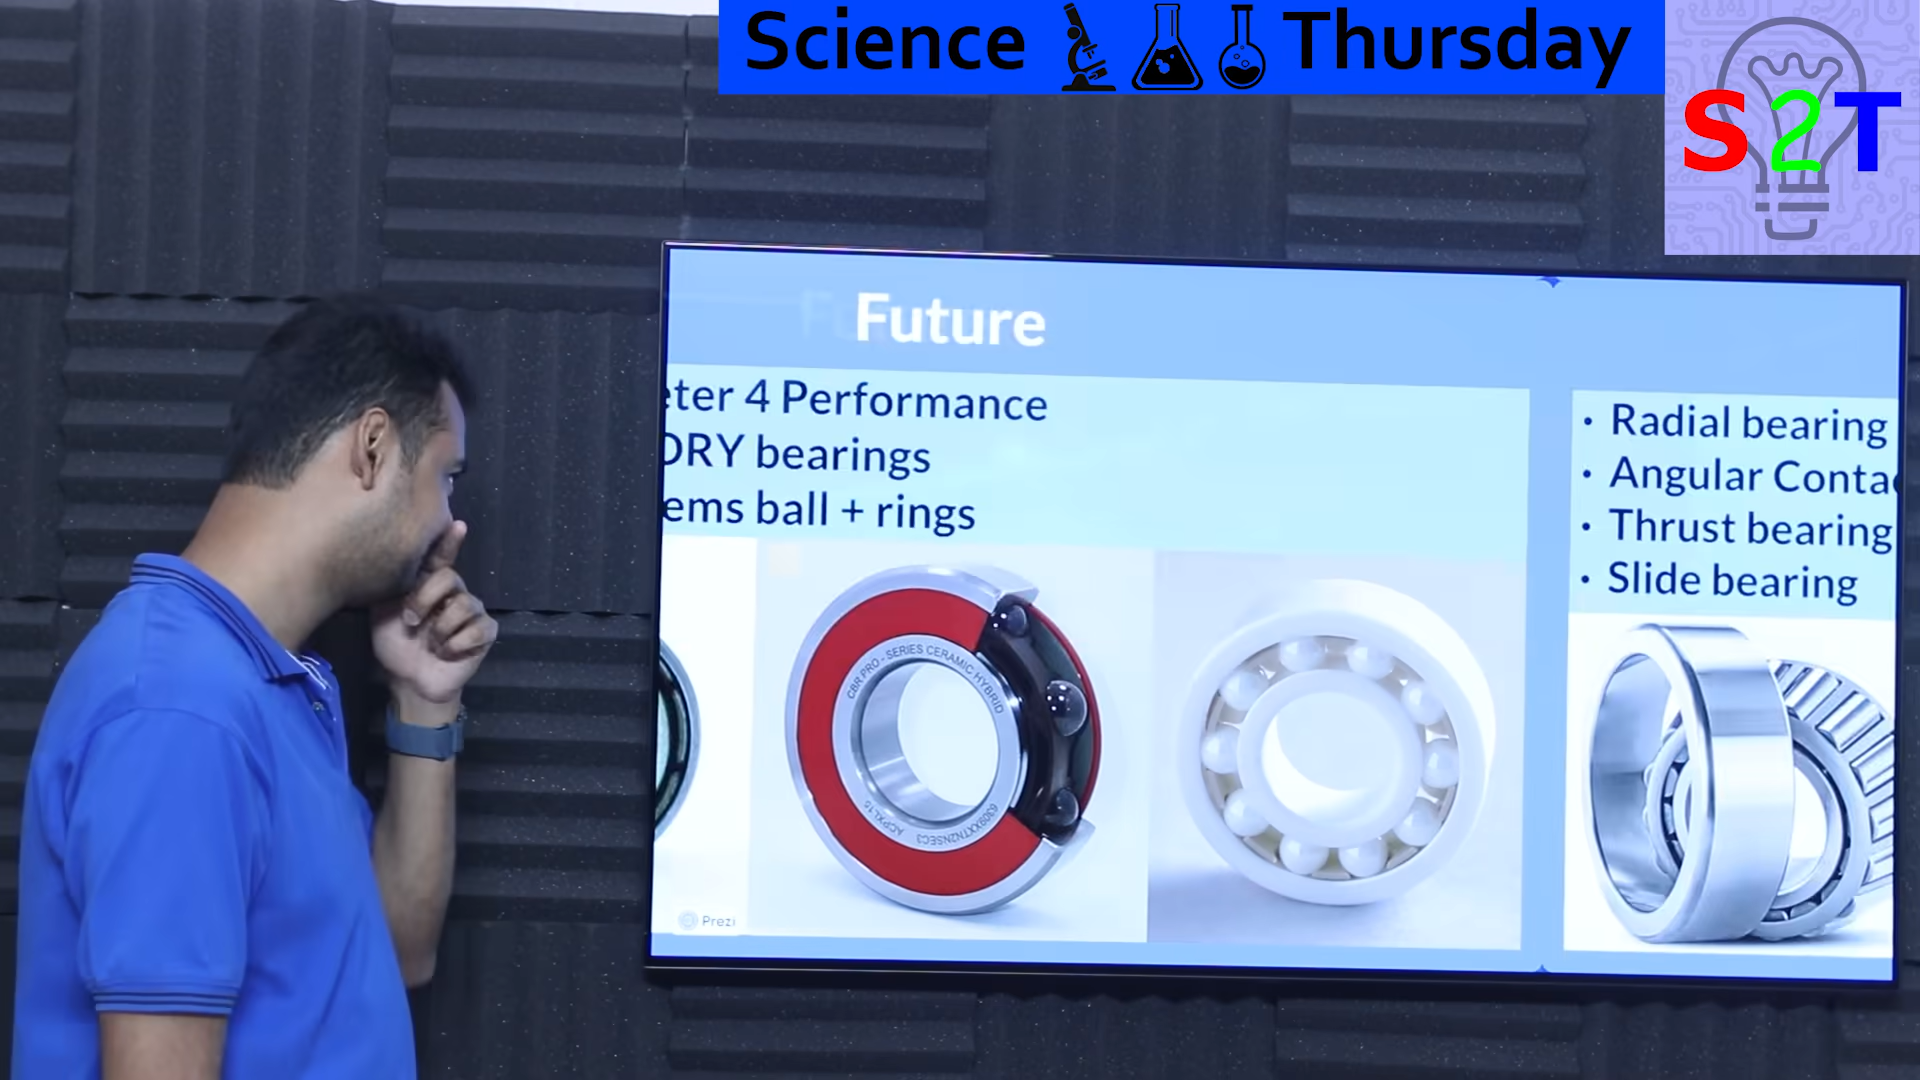 Science Thursday
S2T
Future
eter 4 Performance
DRY bearings
ems ball + rings
• Radial bearing
• Angular Conta
• Thrust bearing
• Slide bearing
CBR PRO - SERIES CERAMIC HYBRID
Prezi